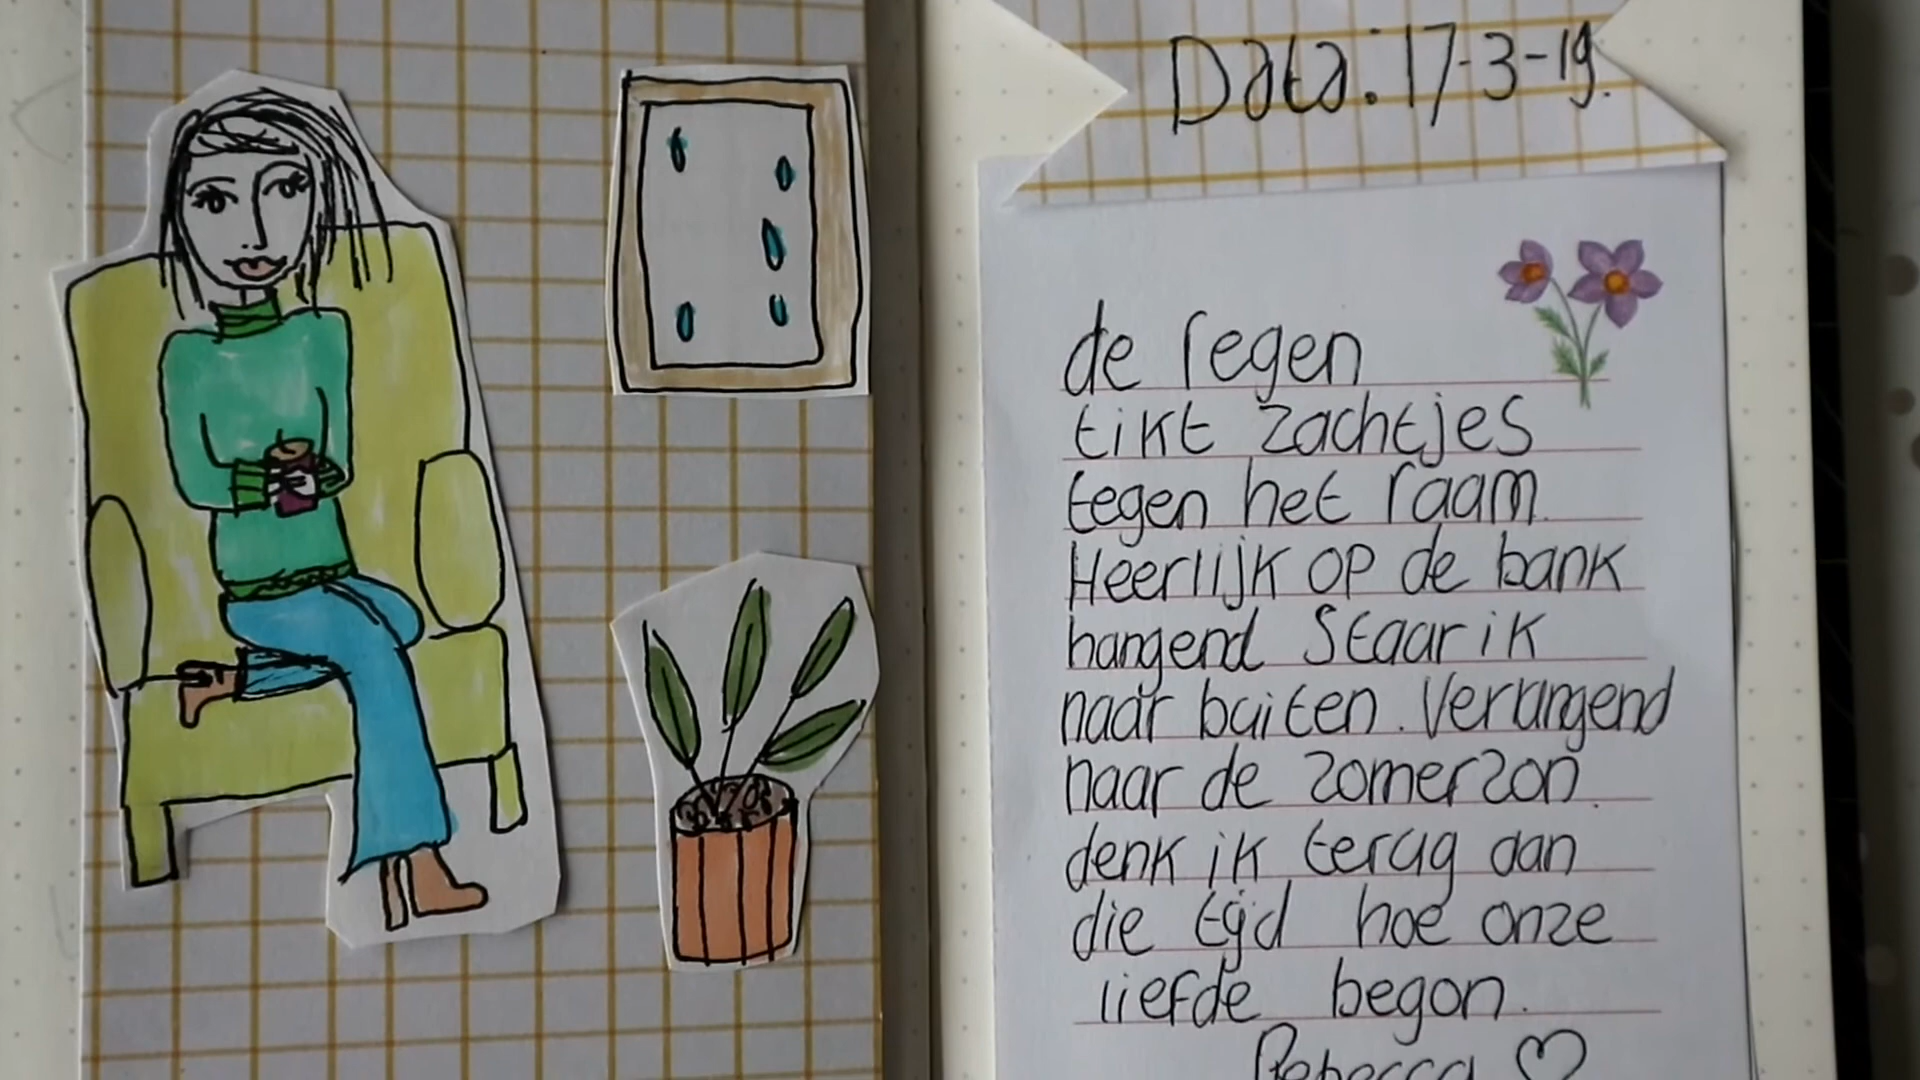 Data: 17-3-19.
de regen
tikt zachtjes
tegen het raam.
Heerlijk op de bank
hangend Staar ik
naar buiten. Verlangend
naar de zomerzon.
denk ik terug aan
die tijd hoe onze
liefde begon.
Rebecca ♡